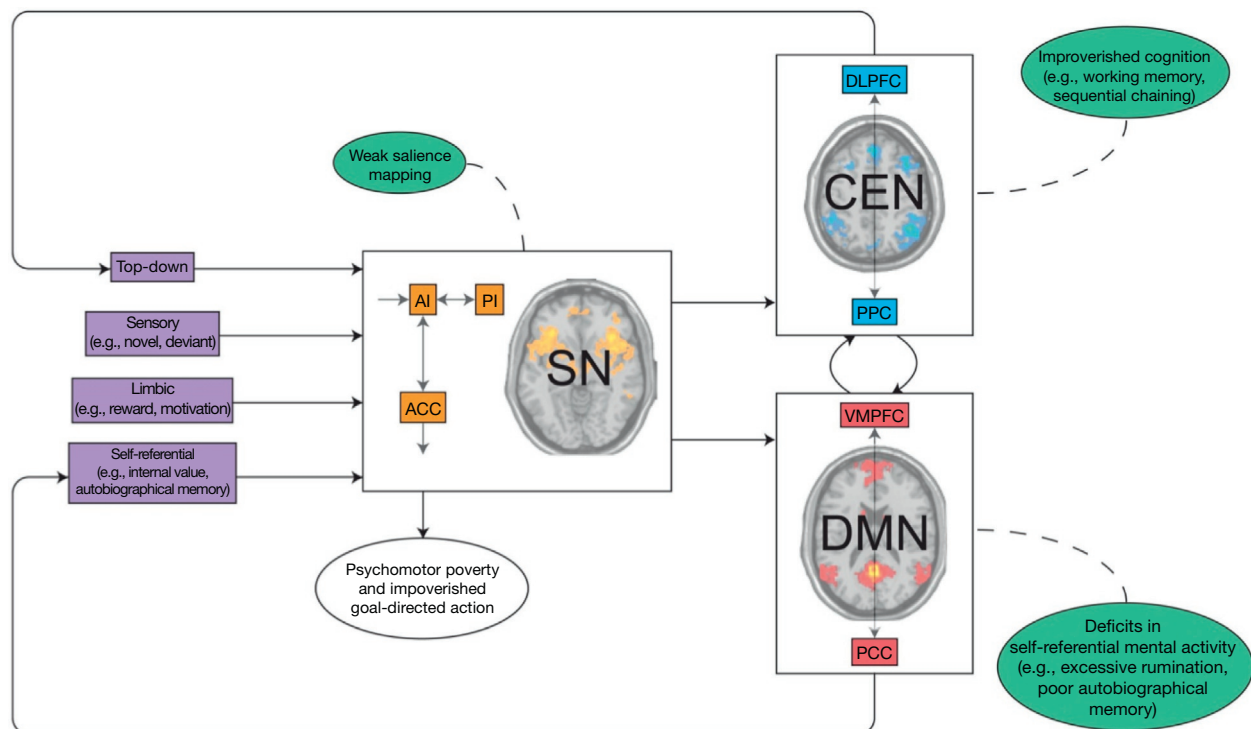 DLPFC
Improverished cognition
(e.g., working memory,
sequential chaining)
Weak salience
mapping
CEN
Top-down
AI
PI
PPC
Sensory
(e.g., novel, deviant)
SN
Limbic
(e.g., reward, motivation)
ACC
VMPFC
Self-referential
(e.g., internal value,
autobiographical memory)
DMN
Psychomotor poverty
and impoverished
goal-directed action
PCC
Deficits in
self-referential mental activity
(e.g., excessive rumination,
poor autobiographical
memory)